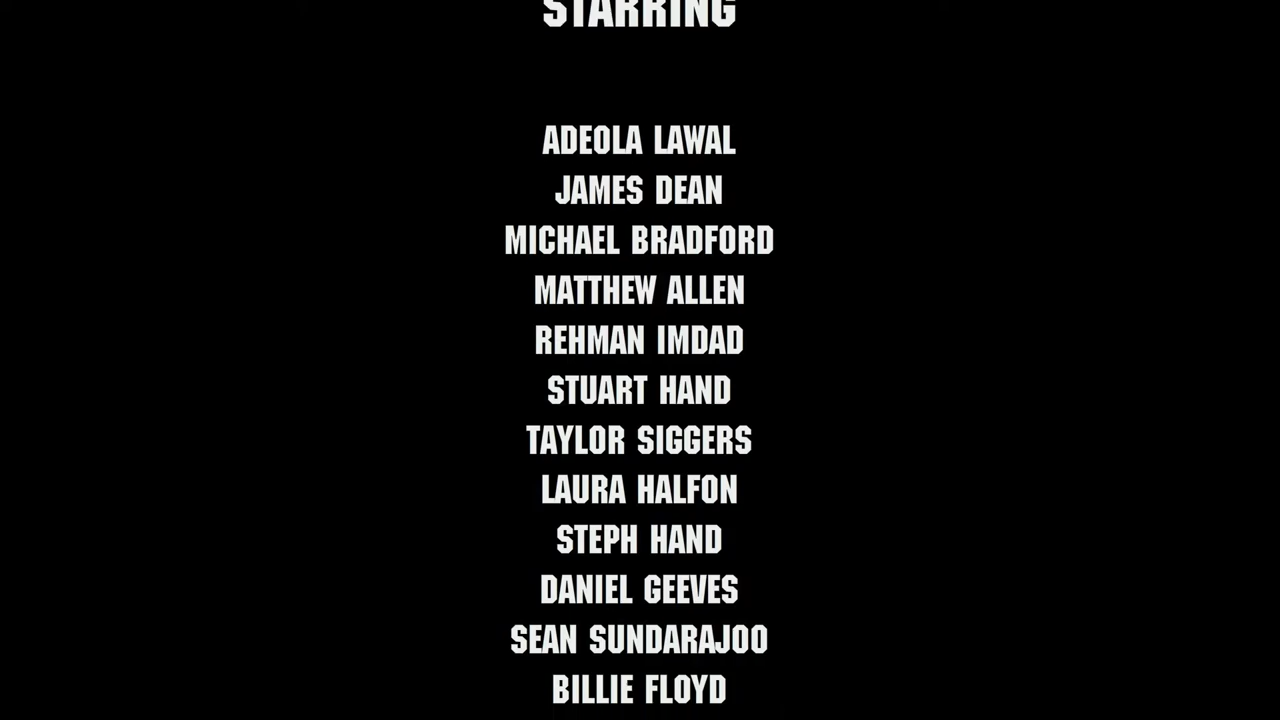 STARRING
ADEOLA LAWAL
JAMES DEAN
MICHAEL BRADFORD
MATTHEW ALLEN
REHMAN IMDAD
STUART HAND
TAYLOR SIGGERS
LAURA HALFON
STEPH HAND
DANIEL GEEVES
SEAN SUNDARAJOO
BILLIE FLOYD